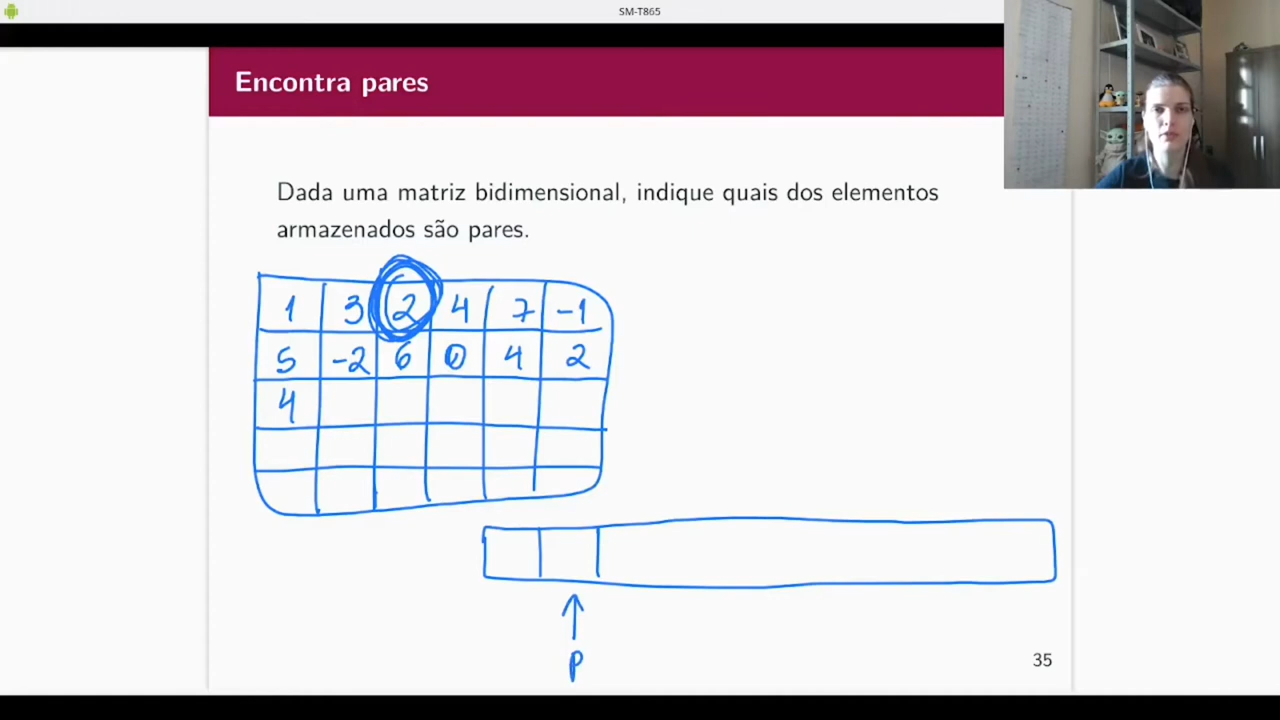 SM-T865
Encontra pares
Dada uma matriz bidimensional, indique quais dos elementos
armazenados são pares.
1 3 2 4 7 -1
5 -2 6 0 4 2
4
P
35